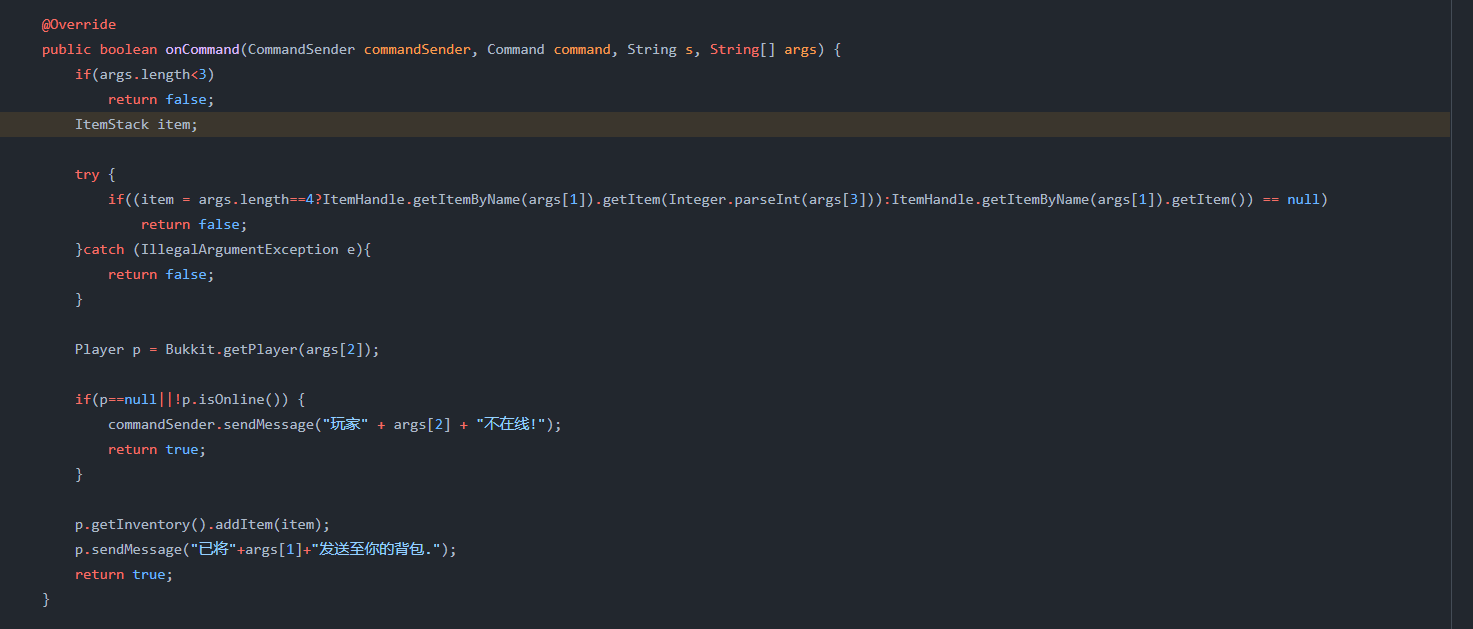 @Override
public boolean onCommand(CommandSender commandSender, Command command, String s, String[] args) {
    if(args.length<3)
        return false;
    ItemStack item;
    try {
        if((item = args.length==4?ItemHandle.getItemByName(args[1]).getItem(Integer.parseInt(args[3])):ItemHandle.getItemByName(args[1]).getItem()) == null)
            return false;
    }catch (IllegalArgumentException e){
        return false;
    }
    Player p = Bukkit.getPlayer(args[2]);
    if(p==null||!p.isOnline()) {
        commandSender.sendMessage("玩家" + args[2] + "不在线!");
        return true;
    }
    p.getInventory().addItem(item);
    p.sendMessage("已将"+args[1]+"发送至你的背包.");
    return true;
}